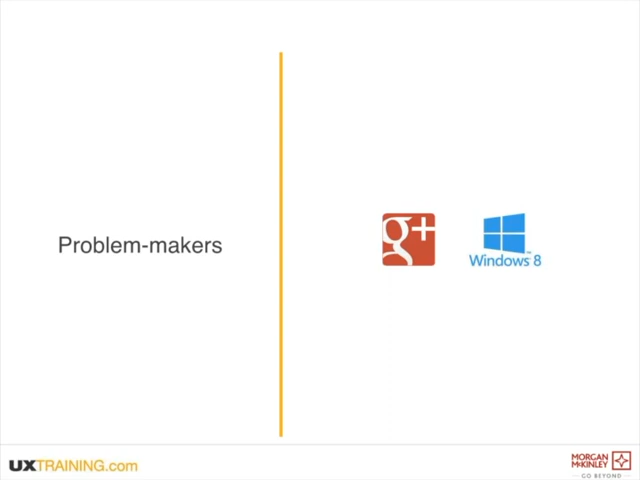 Problem-makers
g+
Windows 8
UXTRAINING.com
MORGAN
McKINLEY
GO BEYOND